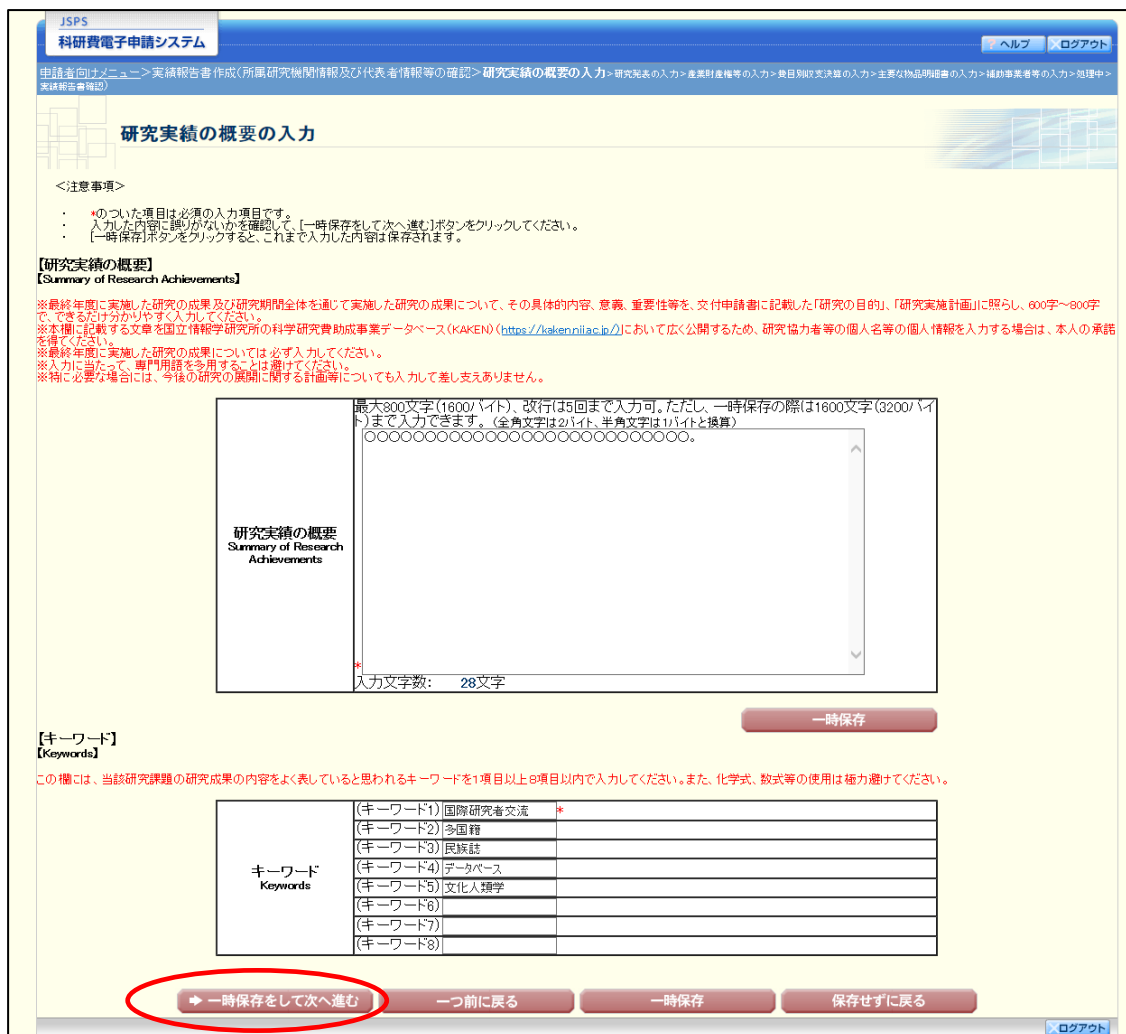 JSPS
科研費電子申請システム
? ヘルプ
ログアウト
申請者向けメニュー>実績報告書作成(所属研究機関情報及び代表者情報等の確認>研究実績の概要の入力>研究発表の入力>産業財産権等の入力>費目別収支決算の入力>主要な物品明細書の入力>補助事業者等の入力>処理中>
実績報告書確認)
研究実績の概要の入力
<注意事項>
・ *のついた項目は必須の入力項目です。
・ 入力した内容に誤りがないかを確認して、[一時保存をして次へ進む]ボタンをクリックしてください。
・ [一時保存]ボタンをクリックすると、これまで入力した内容は保存されます。
【研究実績の概要】
【Summary of Research Achievements】
※最終年度に実施した研究の成果及び研究期間全体を通じて実施した研究の成果について、その具体的内容、意義、重要性等を、交付申請書に記載した「研究の目的」、「研究実施計画」に照らし、600字~800字
で、できるだけ分かりやすく入力してください。
※本欄に記載する文章を国立情報学研究所の科学研究費助成事業データベース(KAKEN)(https://kaken.nii.ac.jp/)において広く公開するため、研究協力者等の個人名等の個人情報を入力する場合は、本人の承諾
を得てください。
※最終年度に実施した研究の成果については必ず入力してください。
※入力に当たって、専門用語を多用することは避けてください。
※特に必要な場合には、今後の研究の展開に関する計画等についても入力して差し支えありません。
最大800文字(1600バイト)、改行は5回まで入力可。ただし、一時保存の際は1600文字(3200バイ
ト)まで入力できます。(全角文字は2バイト、半角文字は1バイトと換算)
○○○○○○○○○○○○○○○○○○○○○○○○○○○。
研究実績の概要
Summary of Research
Achievements
*
入力文字数: 28文字
一時保存
【キーワード】
【Keywords】
この欄には、当該研究課題の研究成果の内容をよく表していると思われるキーワードを1項目以上8項目以内で入力してください。また、化学式、数式等の使用は極力避けてください。
キーワード
Keywords
(キーワード1) 国際研究者交流 *
(キーワード2) 多国籍
(キーワード3) 民族誌
(キーワード4) データベース
(キーワード5) 文化人類学
(キーワード6)
(キーワード7)
(キーワード8)
➡ 一時保存をして次へ進む
一つ前に戻る
一時保存
保存せずに戻る
ログアウト